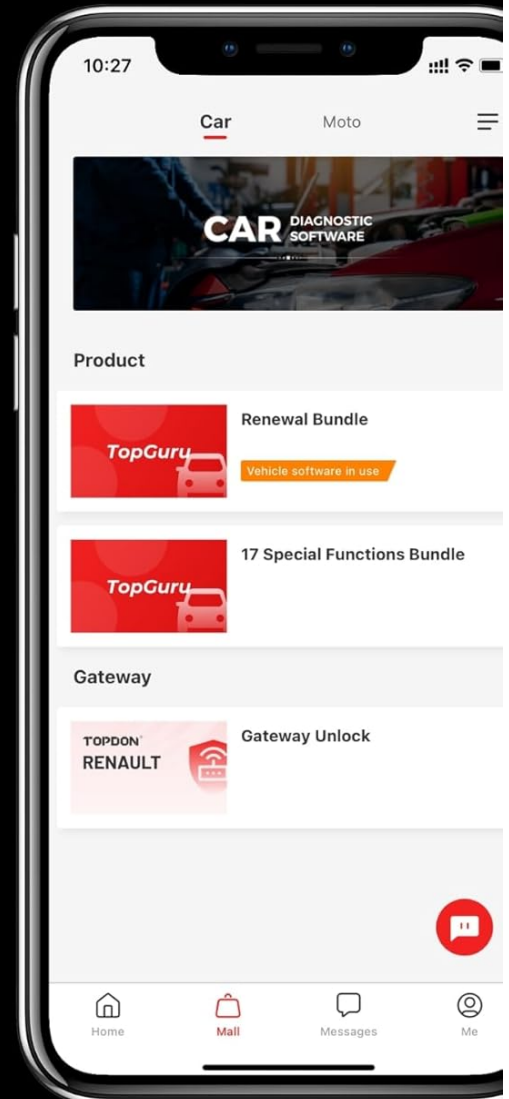 10:27
Car
Moto
CAR DIAGNOSTIC
SOFTWARE
Product
TopGuru
Renewal Bundle
Vehicle software in use
TopGuru
17 Special Functions Bundle
Gateway
TOPDON
RENAULT
Gateway Unlock
Home
Mall
Messages
Me